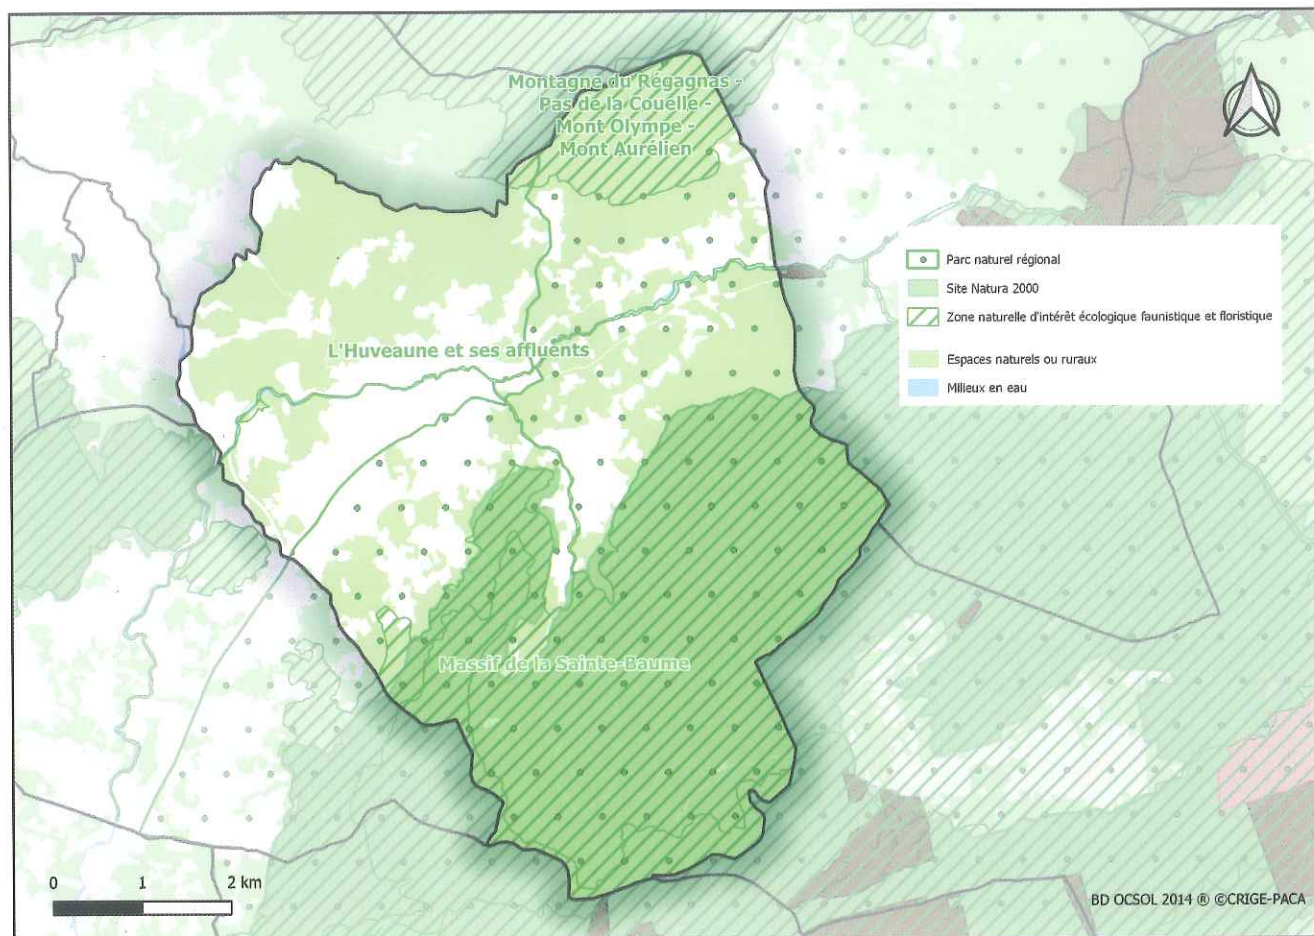 Montagne du Régagnas -
Pas de la Couelle -
Mont Olympe -
Mont Aurélien
Parc naturel régional
Site Natura 2000
Zone naturelle d'intérêt écologique faunistique et floristique
Espaces naturels ou ruraux
Milieux en eau
L'Huveaune et ses affluents
Massif de la Sainte-Baume
0 1 2 km
BD OCSOL 2014 ® ©CRIGE-PACA